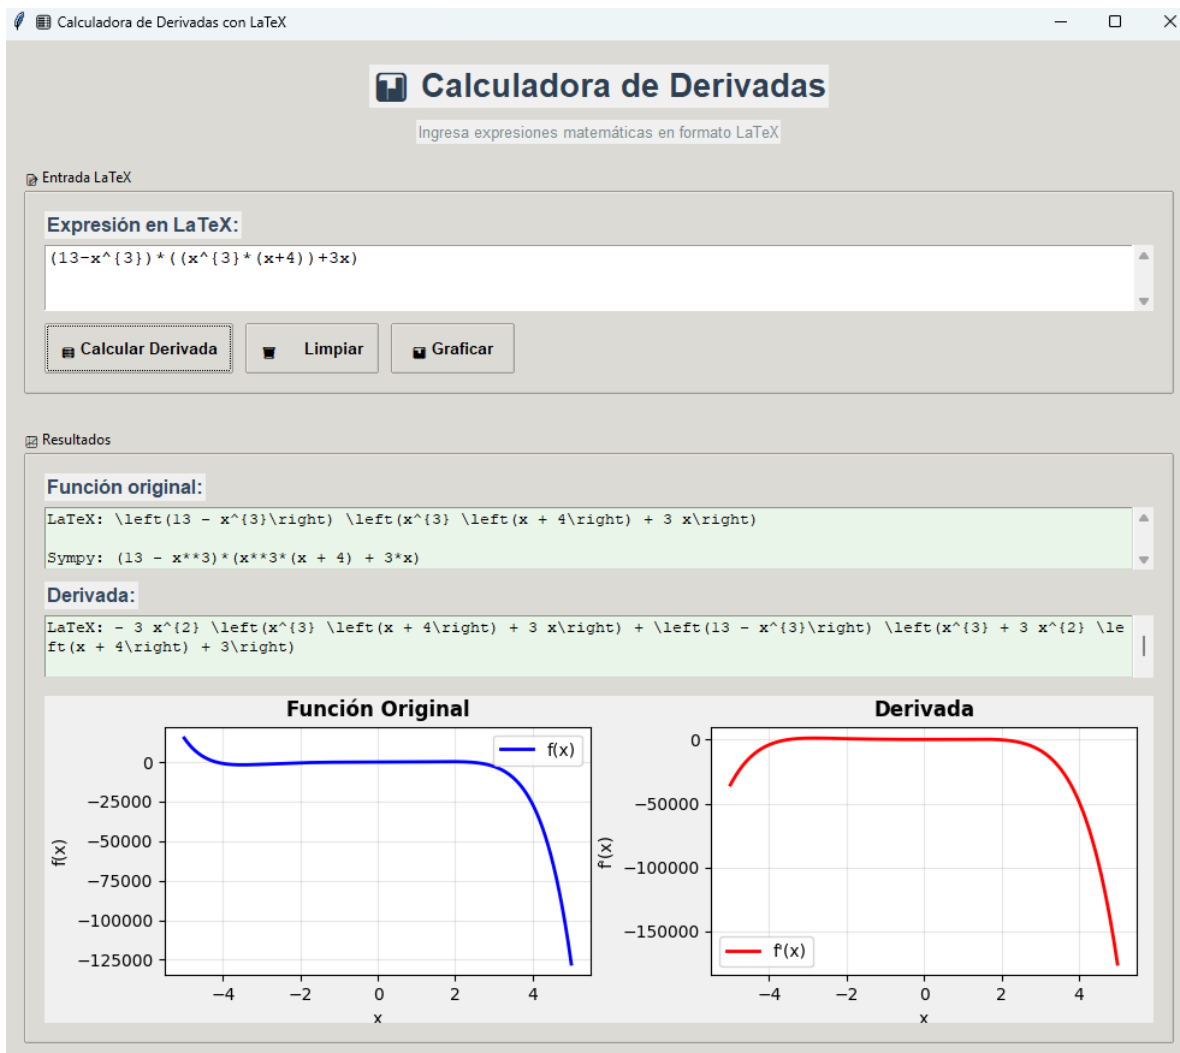 Calculadora de Derivadas con LaTeX
Calculadora de Derivadas
Ingresa expresiones matemáticas en formato LaTeX
Entrada LaTeX
Expresión en LaTeX:
(13-x^{3})*((x^{3}*(x+4))+3x)
Calcular Derivada
Limpiar
Graficar
Resultados
Función original:
LaTeX: \left(13 - x^{3}\right) \left(x^{3} \left(x + 4\right) + 3 x\right)
Sympy: (13 - x**3)*(x**3*(x + 4) + 3*x)
Derivada:
LaTeX: - 3 x^{2} \left(x^{3} \left(x + 4\right) + 3 x\right) + \left(13 - x^{3}\right) \left(x^{3} + 3 x^{2} \le
ft(x + 4\right) + 3\right)
Función Original
f(x)
0
−25000
−50000
−75000
−100000
−125000
f(x)
−4 −2 0 2 4
x
Derivada
0
−50000
−100000
−150000
f'(x)
f'(x)
−4 −2 0 2 4
x